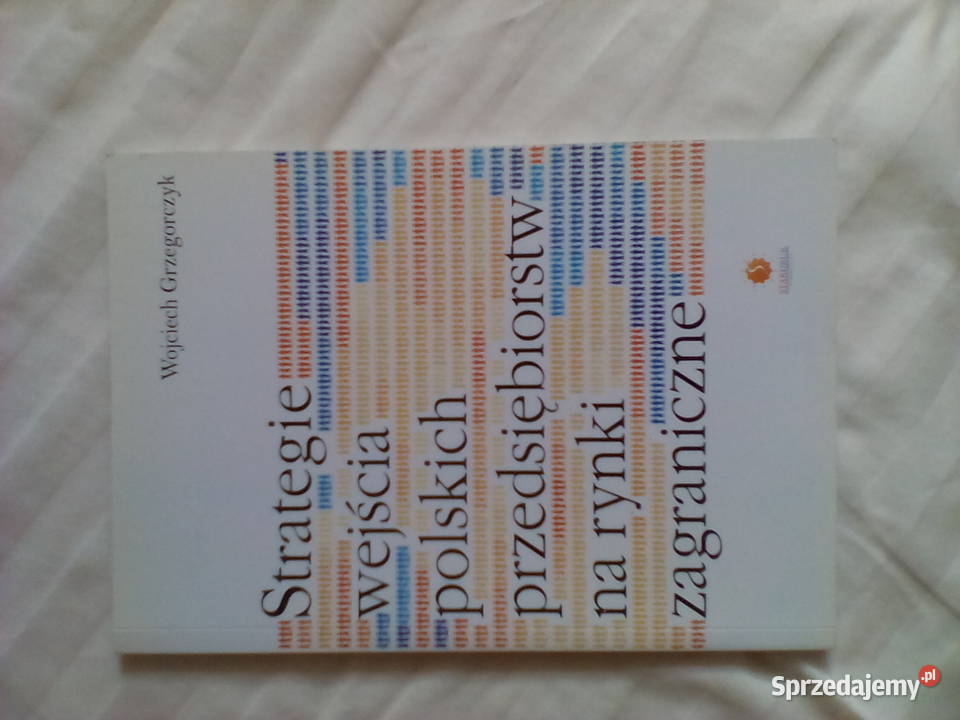 Wojciech Grzegorczyk
Strategie
wejścia
polskich
przedsiębiorstw
na rynki
zagraniczne
Sprzedajemy.pl